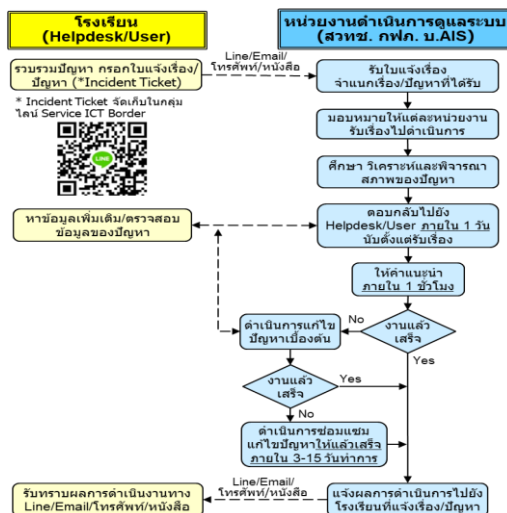 โรงเรียน
(Helpdesk/User)
หน่วยงานดำเนินการดูแลระบบ
(สวทช. กฟภ. บ.AIS)
รวบรวมปัญหา กรอกใบแจ้งเรื่อง/
ปัญหา (*Incident Ticket)
Line/Email/
โทรศัพท์/หนังสือ
รับใบแจ้งเรื่อง
จำแนกเรื่อง/ปัญหาที่ได้รับ
* Incident Ticket จัดเก็บในกลุ่ม
ไลน์ Service ICT Border
LINE
มอบหมายให้แต่ละหน่วยงาน
รับเรื่องไปดำเนินการ
ศึกษา วิเคราะห์และพิจารณา
สภาพของปัญหา
หาข้อมูลเพิ่มเติม/ตรวจสอบ
ข้อมูลของปัญหา
ตอบกลับไปยัง
Helpdesk/User ภายใน 1 วัน
นับตั้งแต่รับเรื่อง
ให้คำแนะนำ
ภายใน 1 ชั่วโมง
ดำเนินการแก้ไข
ปัญหาเบื้องต้น
No
งานแล้ว
เสร็จ
Yes
งานแล้ว
เสร็จ
Yes
No
ดำเนินการซ่อมแซม
แก้ไขปัญหาให้แล้วเสร็จ
ภายใน 3-15 วันทำการ
รับทราบผลการดำเนินงานทาง
Line/Email/โทรศัพท์/หนังสือ
Line/Email/
โทรศัพท์/หนังสือ
แจ้งผลการดำเนินการไปยัง
โรงเรียนที่แจ้งเรื่อง/ปัญหา